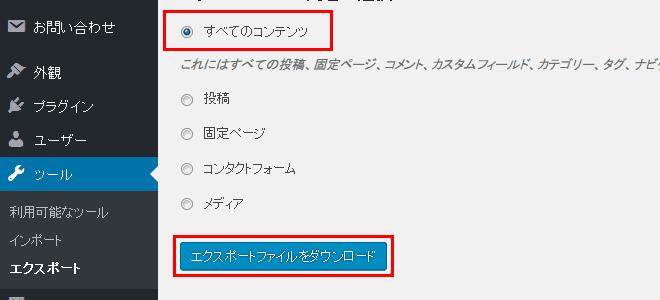 お問い合わせ
外観
プラグイン
ユーザー
ツール
利用可能なツール
インポート
エクスポート
すべてのコンテンツ
これにはすべての投稿、固定ページ、コメント、カスタムフィールド、カテゴリー、タグ、ナビ
投稿
固定ページ
コンタクトフォーム
メディア
エクスポートファイルをダウンロード